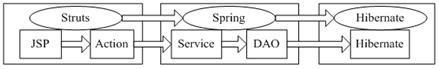 Struts Spring Hibernate
JSP Action Service DAO Hibernate